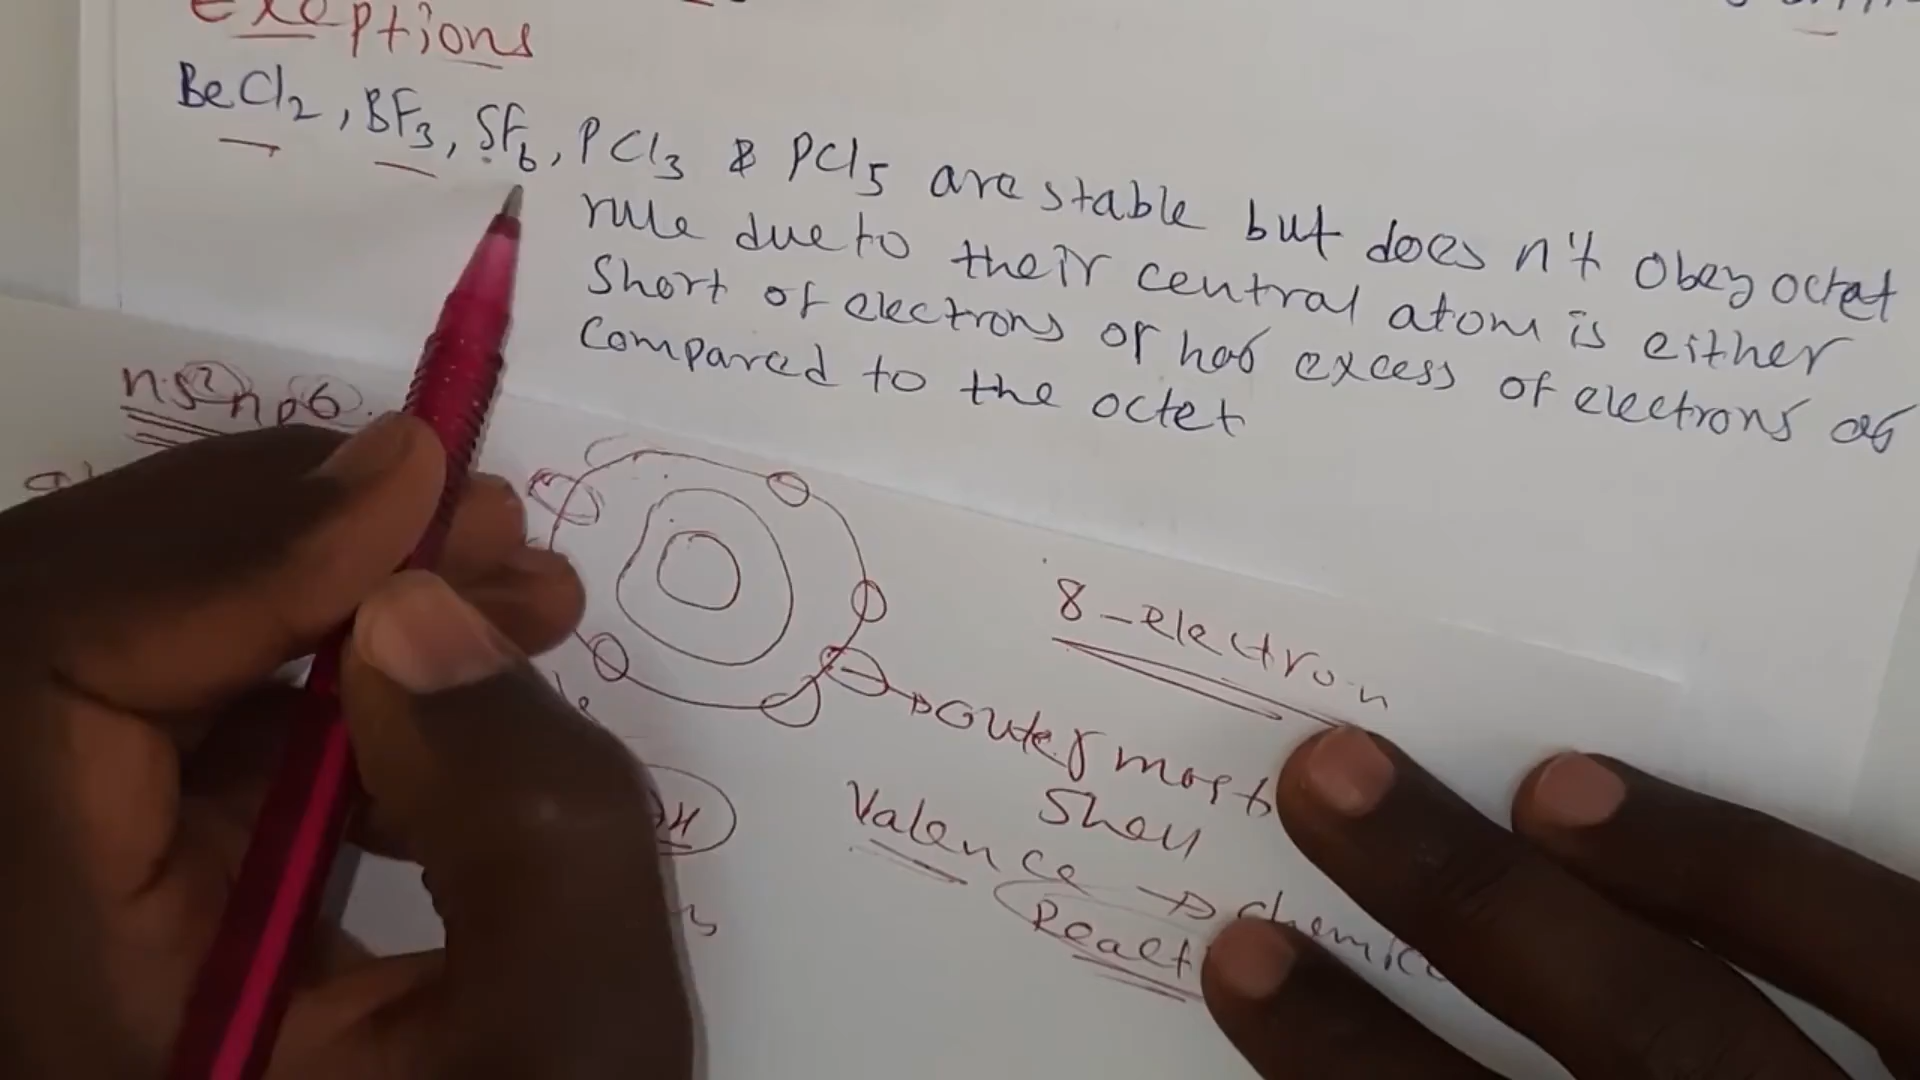 Exeptions
BeCl2, BF3, SF6, PCl3 & PCl5 are stable but does n't obey octet
rule due to their central atom is either
short of electrons or has excess of electrons as
compared to the octet
ns2np6
8-electron
outermost
Shell
Valence → chemic
React